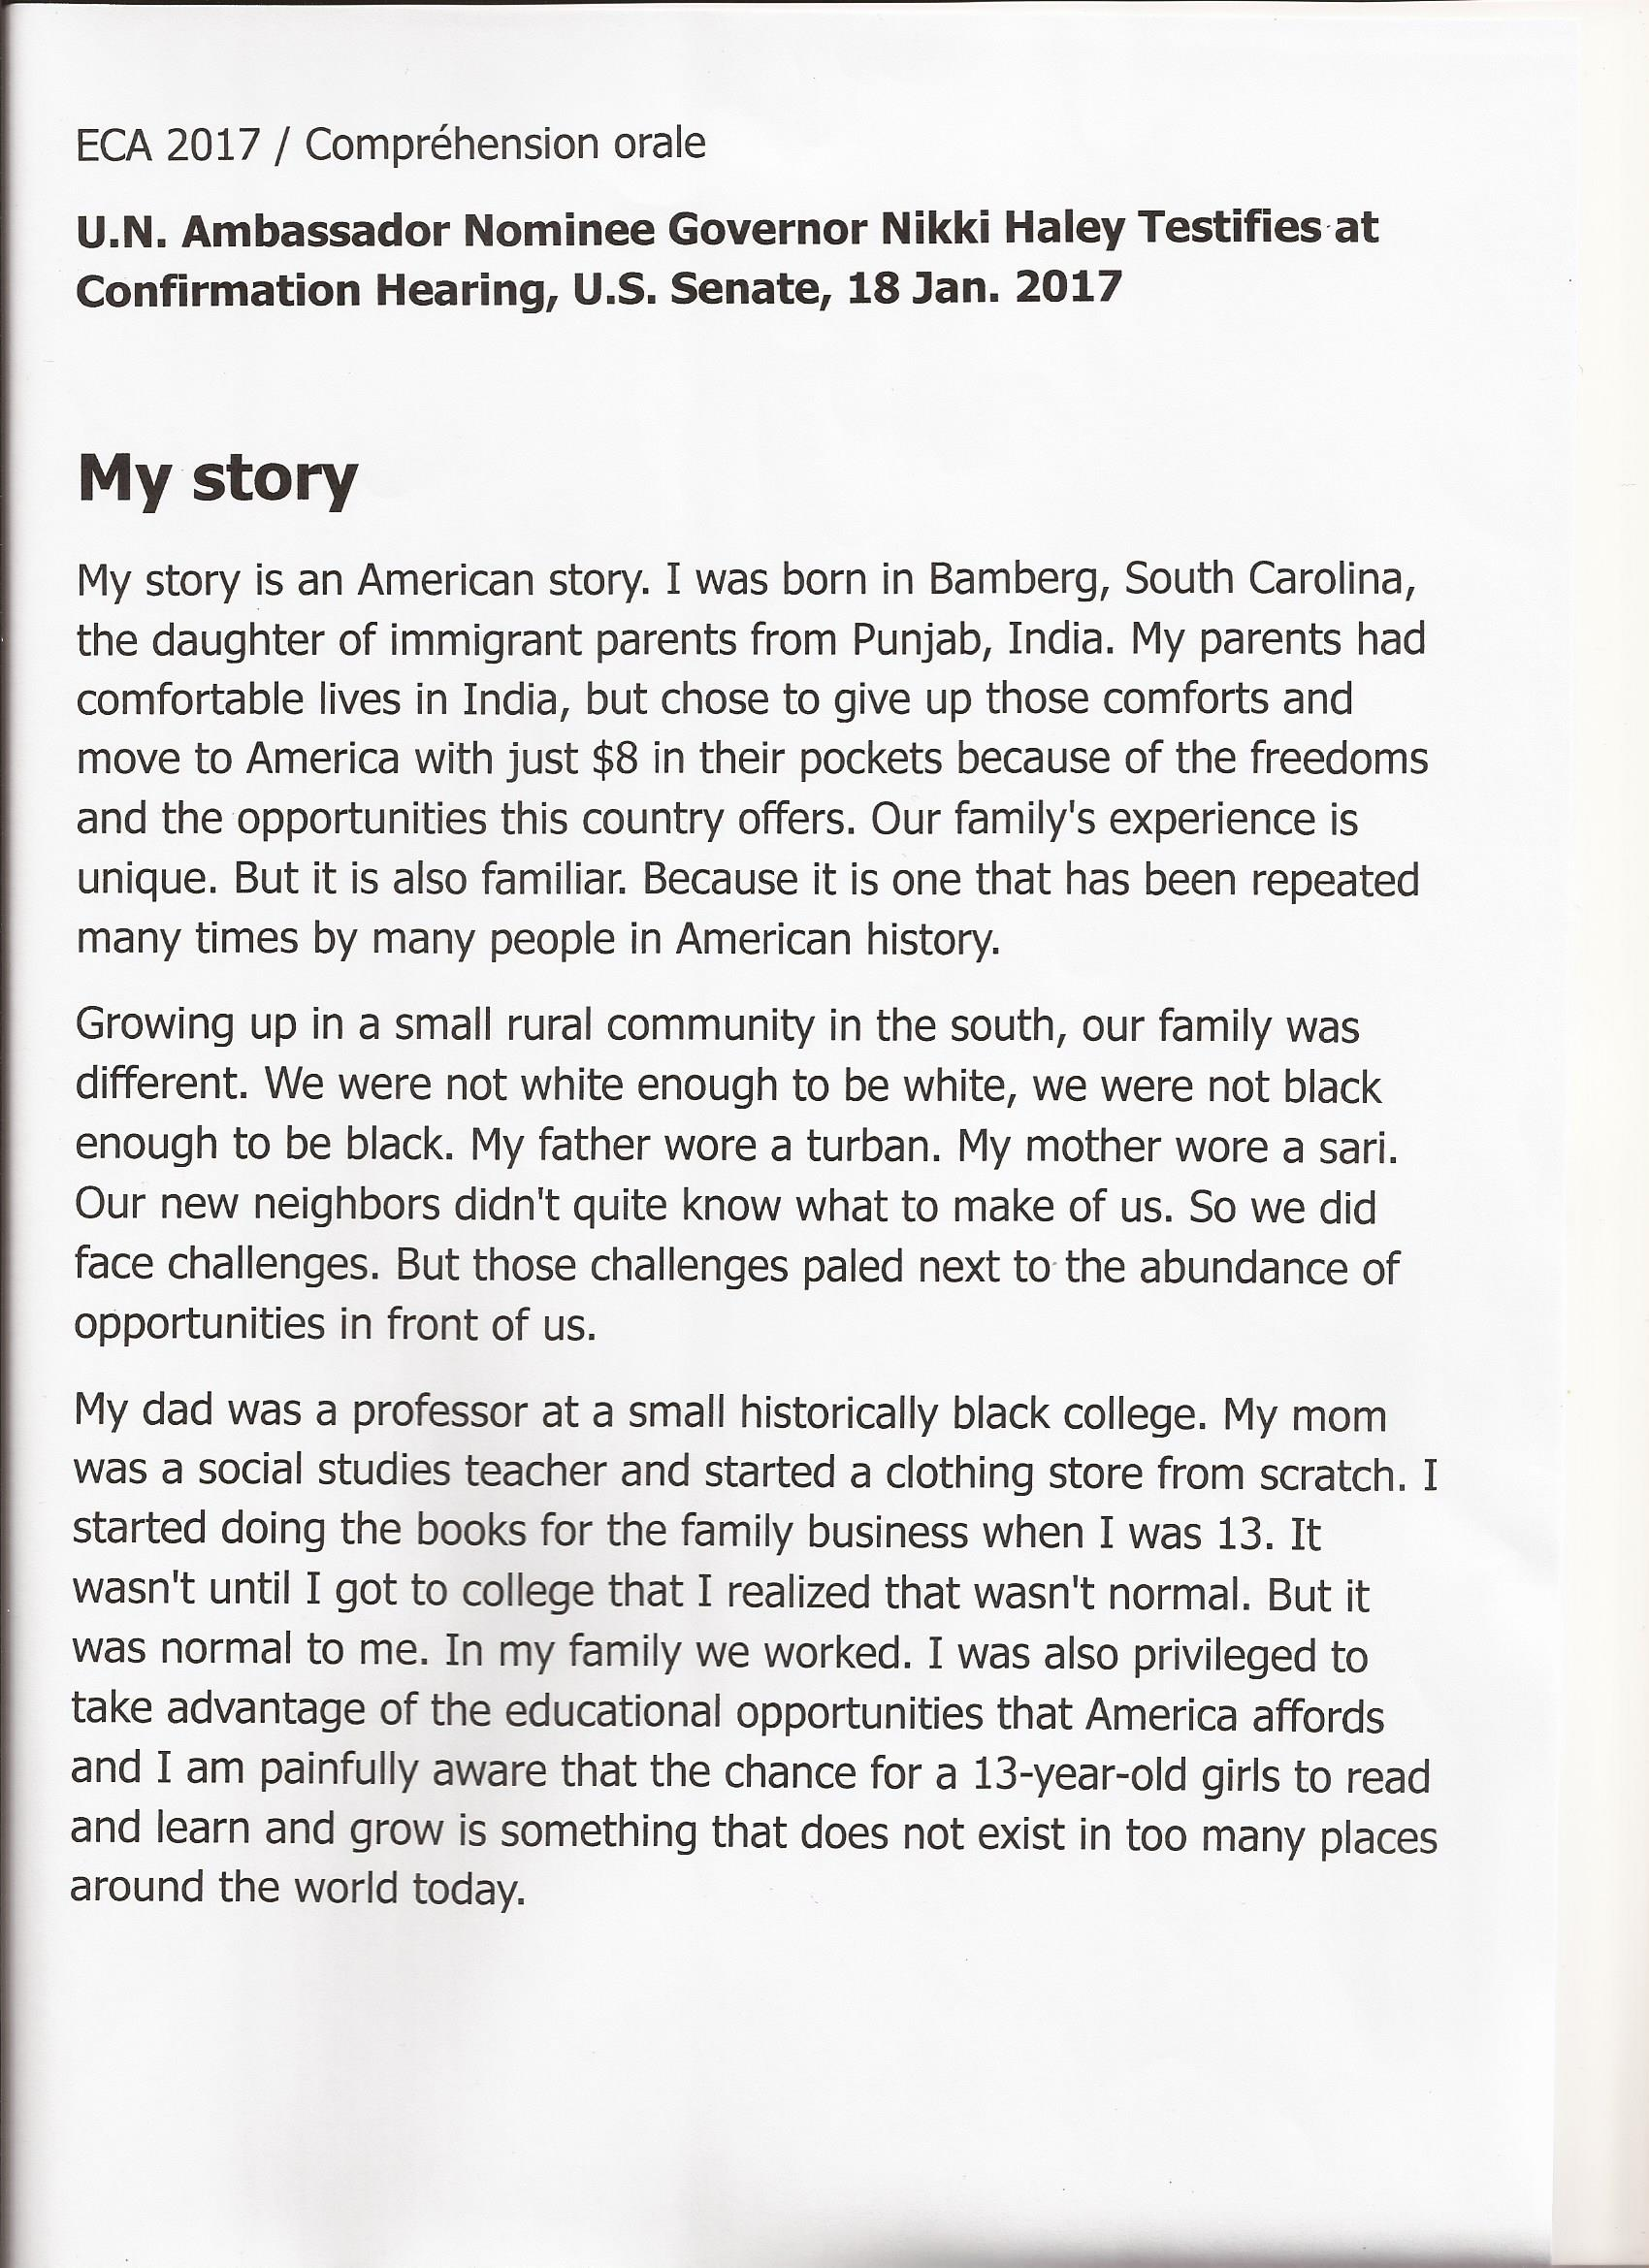 ECA 2017 / Compréhension orale
U.N. Ambassador Nominee Governor Nikki Haley Testifies at
Confirmation Hearing, U.S. Senate, 18 Jan. 2017
My story
My story is an American story. I was born in Bamberg, South Carolina,
the daughter of immigrant parents from Punjab, India. My parents had
comfortable lives in India, but chose to give up those comforts and
move to America with just $8 in their pockets because of the freedoms
and the opportunities this country offers. Our family's experience is
unique. But it is also familiar. Because it is one that has been repeated
many times by many people in American history.
Growing up in a small rural community in the south, our family was
different. We were not white enough to be white, we were not black
enough to be black. My father wore a turban. My mother wore a sari.
Our new neighbors didn't quite know what to make of us. So we did
face challenges. But those challenges paled next to the abundance of
opportunities in front of us.
My dad was a professor at a small historically black college. My mom
was a social studies teacher and started a clothing store from scratch. I
started doing the books for the family business when I was 13. It
wasn't until I got to college that I realized that wasn't normal. But it
was normal to me. In my family we worked. I was also privileged to
take advantage of the educational opportunities that America affords
and I am painfully aware that the chance for a 13-year-old girls to read
and learn and grow is something that does not exist in too many places
around the world today.